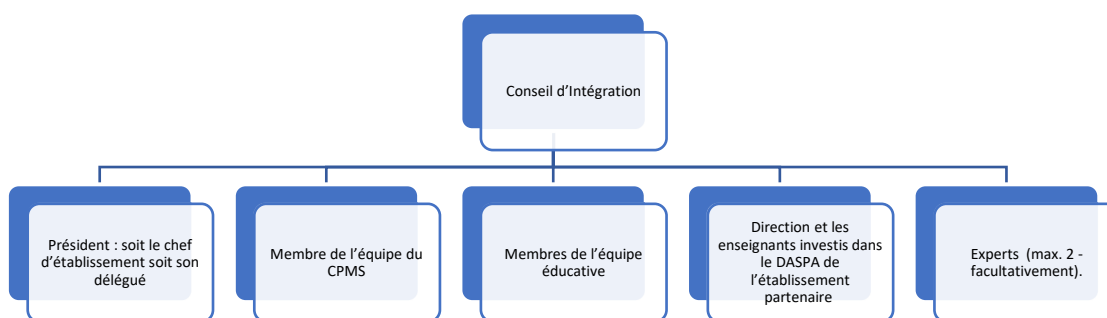 Conseil d’Intégration
Président : soit le chef
d’établissement soit son
délégué
Membre de l’équipe du
CPMS
Membres de l’équipe
éducative
Direction et les
enseignants investis dans
le DASPA de
l’établissement
partenaire
Experts  (max. 2 -
facultativement).